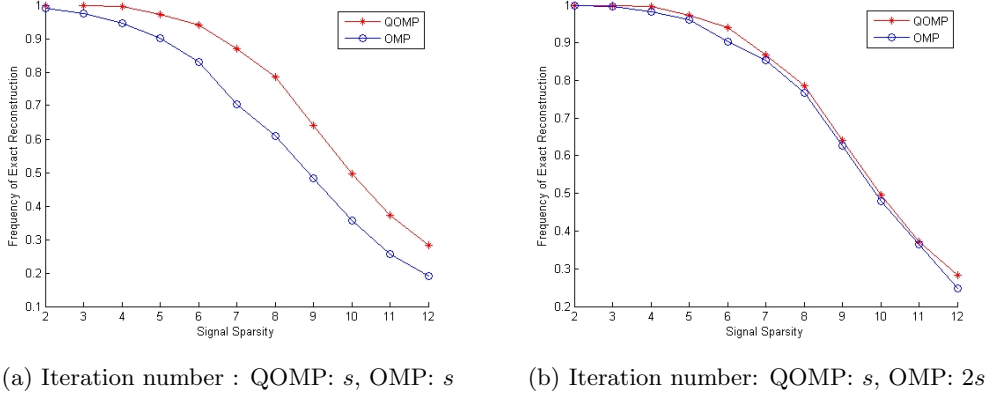 1
0.9
0.8
0.7
0.6
0.5
0.4
0.3
0.2
0.1
2 3 4 5 6 7 8 9 10 11 12
Frequency of Exact Reconstruction
Signal Sparsity
QOMP
OMP
(a) Iteration number : QOMP: s, OMP: s
1
0.9
0.8
0.7
0.6
0.5
0.4
0.3
0.2
2 3 4 5 6 7 8 9 10 11 12
Frequency of Exact Reconstruction
Signal Sparsity
QOMP
OMP
(b) Iteration number: QOMP: s, OMP: 2s